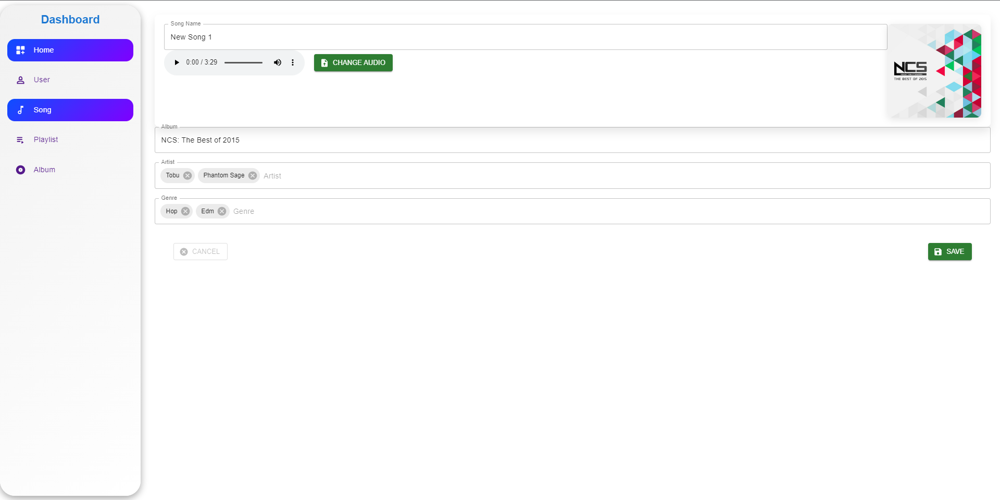 Dashboard
Home
User
Song
Playlist
Album
Song Name
New Song 1
0:00 / 3:29
CHANGE AUDIO
NCS
THE BEST OF 2015
Album
NCS: The Best of 2015
Artist
Tobu
Phantom Sage
Artist
Genre
Hop
Edm
Genre
CANCEL
SAVE